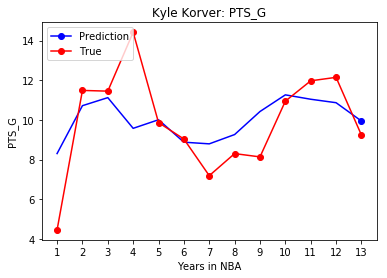 Kyle Korver: PTS_G
Prediction
True
14
12
10
8
6
4
PTS_G
1 2 3 4 5 6 7 8 9 10 11 12 13
Years in NBA